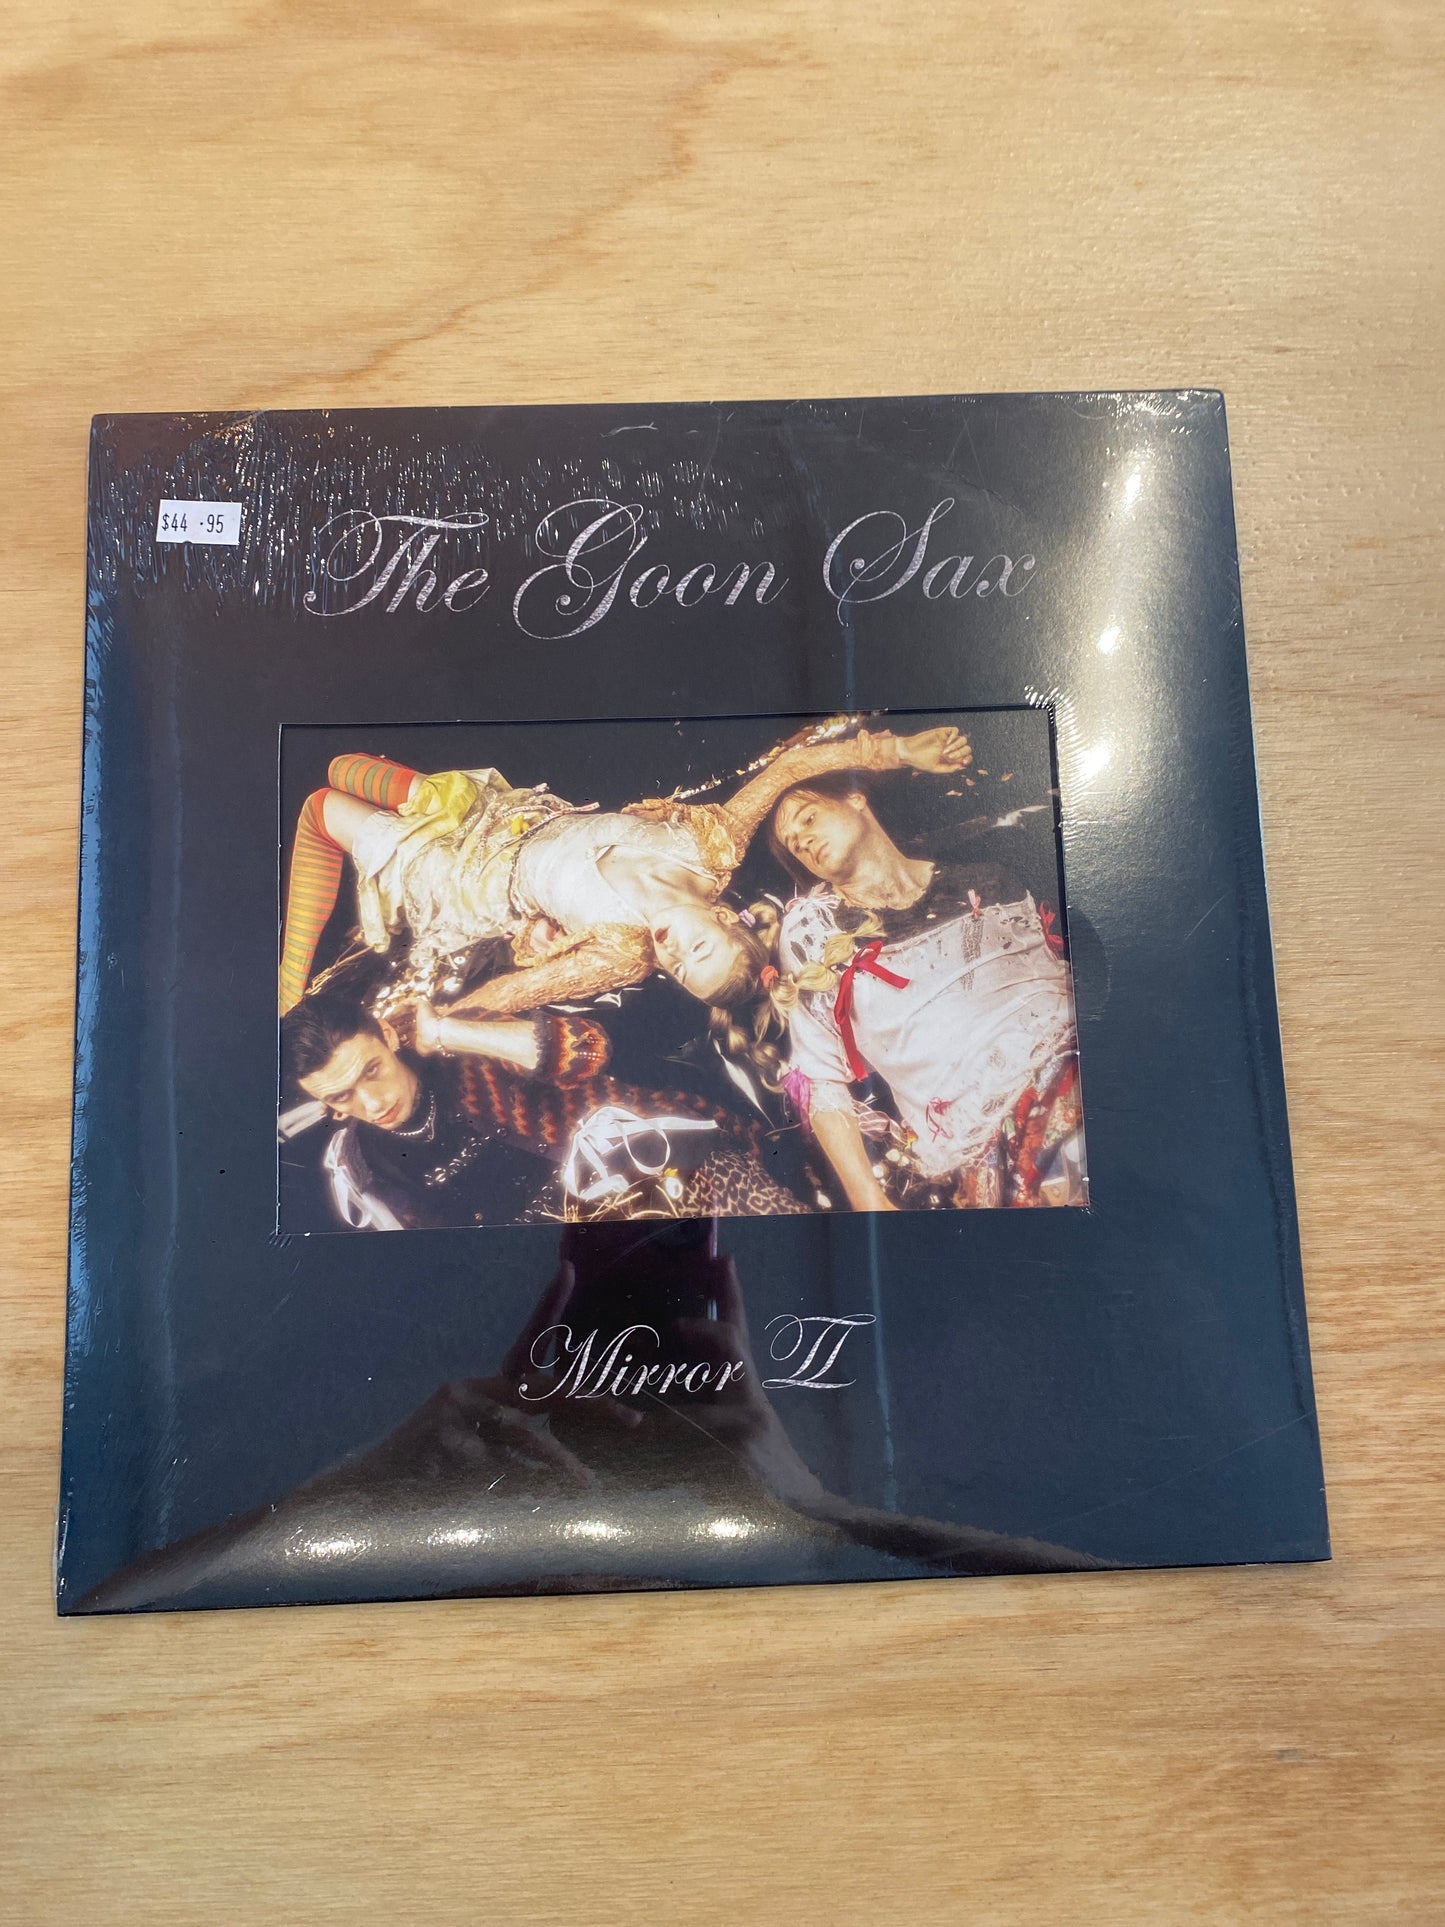 $44.95
The Goon Sax
Mirror II